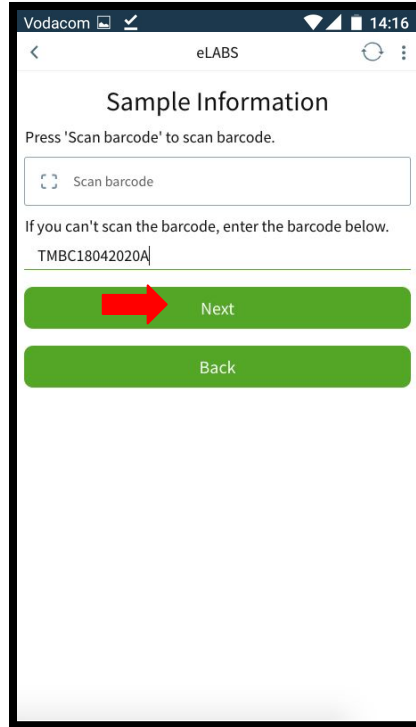 Vodacom 14:16
eLABS
Sample Information
Press 'Scan barcode' to scan barcode.
Scan barcode
If you can't scan the barcode, enter the barcode below.
TMBC18042020A
Next
Back